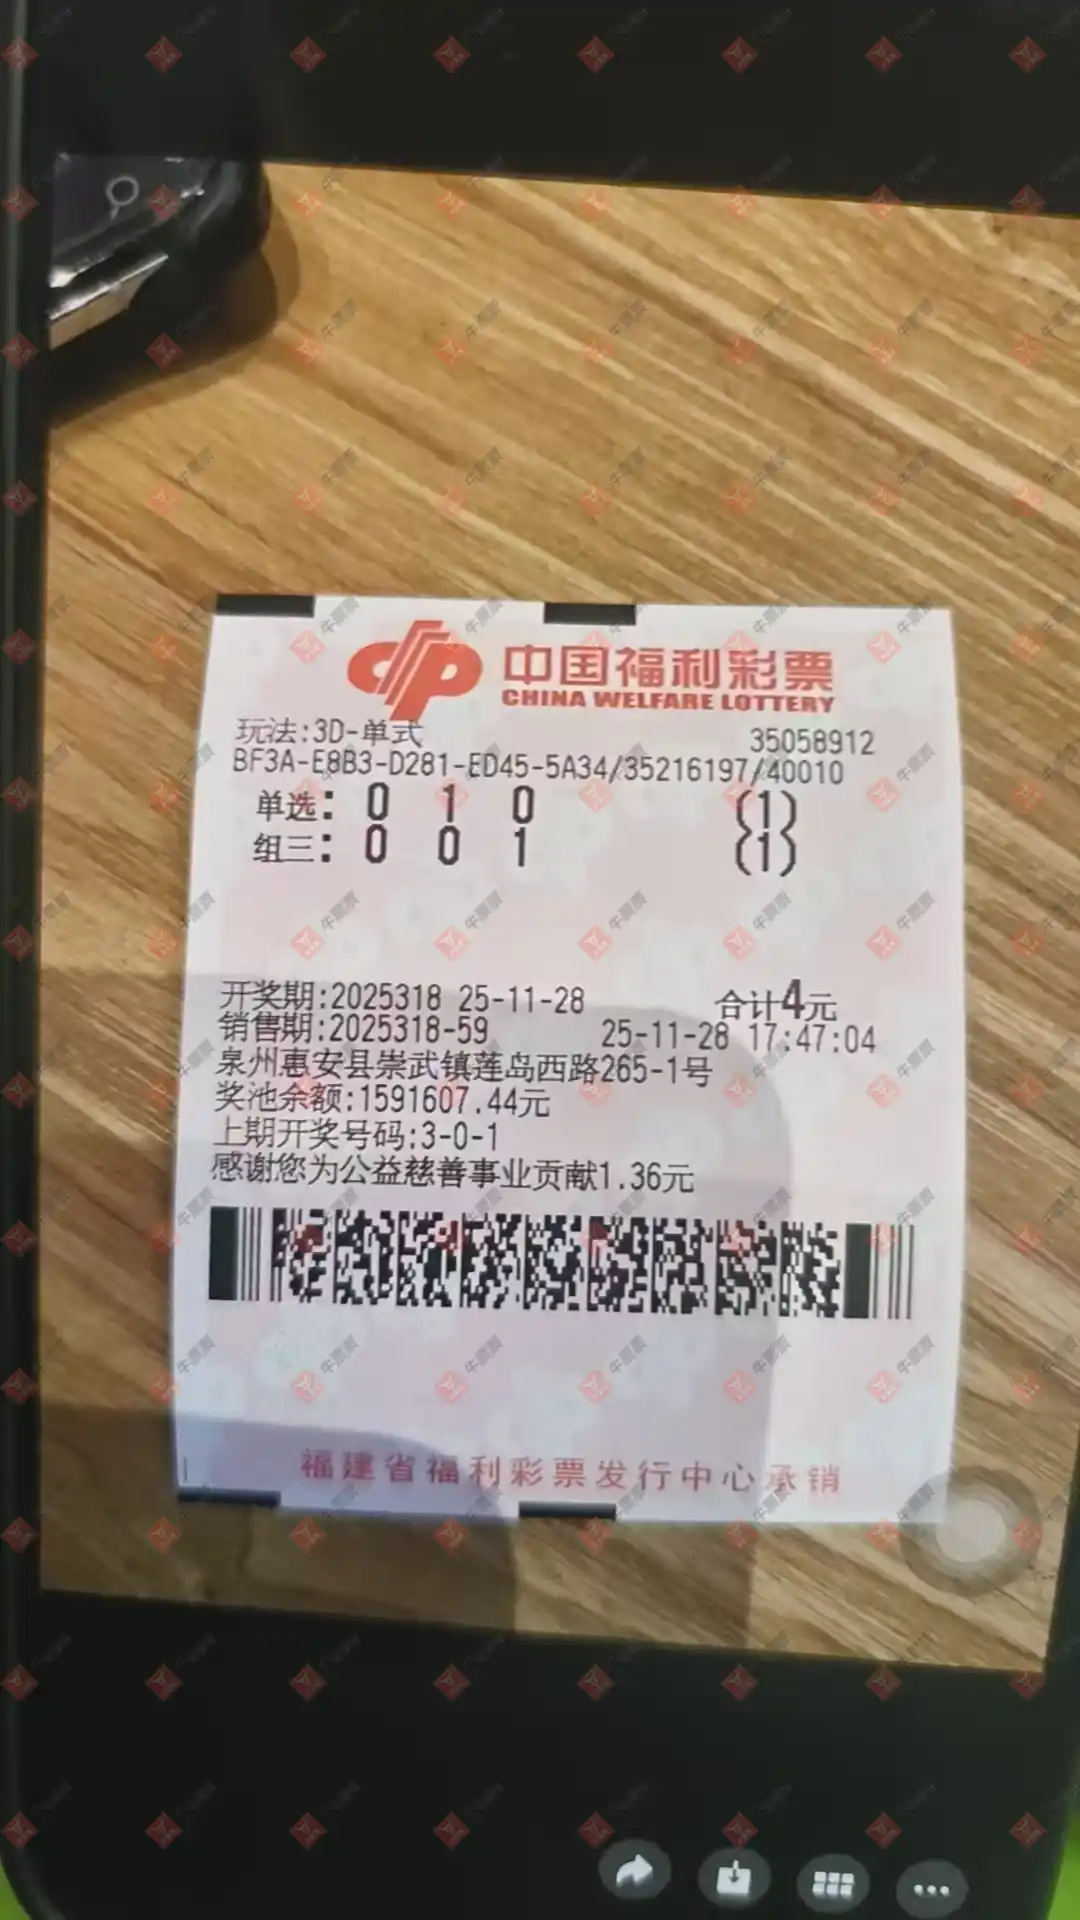 中国福利彩票
CHINA WELFARE LOTTERY
玩法:3D-单式
35058912
BF3A-E8B3-D281-ED45-5A34/35216197/40010
单选: 0 1 0 (1)
组三: 0 0 1 (1)
开奖期:2025318 25-11-28 合计4元
销售期:2025318-59 25-11-28 17:47:04
泉州惠安县崇武镇莲岛西路265-1号
奖池余额:1591607.44元
上期开奖号码:3-0-1
感谢您为公益慈善事业贡献1.36元
福建省福利彩票发行中心承销
牛票票